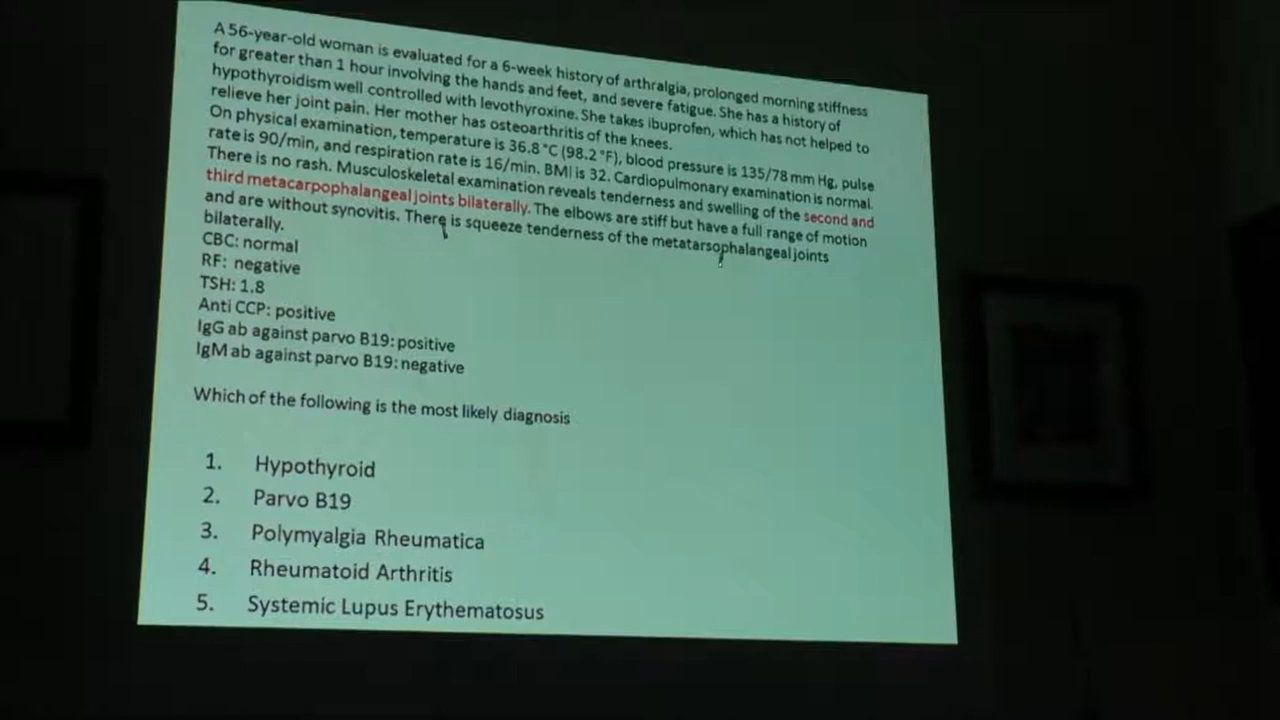 A 56-year-old woman is evaluated for a 6-week history of arthralgia, prolonged morning stiffness
for greater than 1 hour involving the hands and feet, and severe fatigue. She has a history of
hypothyroidism well controlled with levothyroxine. She takes ibuprofen, which has not helped to
relieve her joint pain. Her mother has osteoarthritis of the knees.
On physical examination, temperature is 36.8 °C (98.2 °F), blood pressure is 135/78 mm Hg, pulse
rate is 90/min, and respiration rate is 16/min. BMI is 32. Cardiopulmonary examination is normal.
There is no rash. Musculoskeletal examination reveals tenderness and swelling of the second and
third metacarpophalangeal joints bilaterally. The elbows are stiff but have a full range of motion
and are without synovitis. There is squeeze tenderness of the metatarsophalangeal joints
bilaterally.
CBC: normal
RF: negative
TSH: 1.8
Anti CCP: positive
IgG ab against parvo B19: positive
IgM ab against parvo B19: negative
Which of the following is the most likely diagnosis
1. Hypothyroid
2. Parvo B19
3. Polymyalgia Rheumatica
4. Rheumatoid Arthritis
5. Systemic Lupus Erythematosus